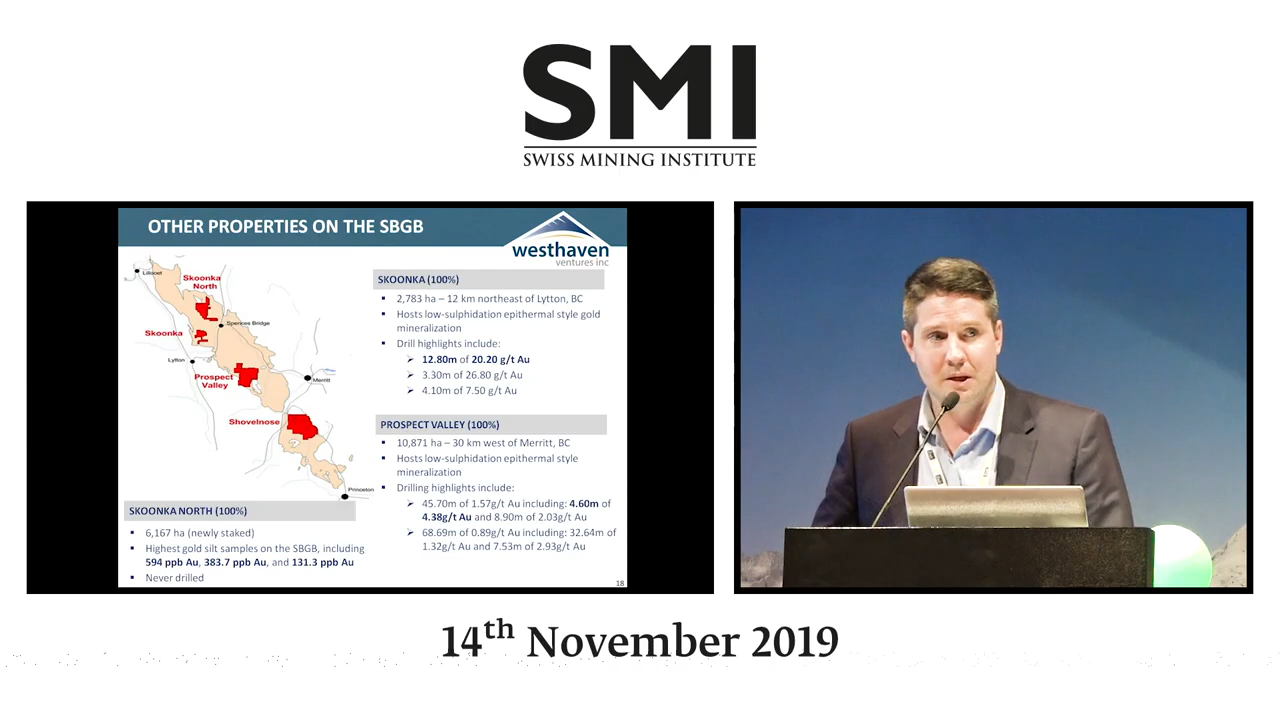 SMI
SWISS MINING INSTITUTE
OTHER PROPERTIES ON THE SBGB
westhaven
ventures inc
Lillooet
Skoonka
North
Spences Bridge
Skoonka
Lytton
Prospect
Valley
Merritt
Shovelnose
Princeton
SKOONKA NORTH (100%)
▪ 6,167 ha (newly staked)
▪ Highest gold silt samples on the SBGB, including
594 ppb Au, 383.7 ppb Au, and 131.3 ppb Au
▪ Never drilled
SKOONKA (100%)
▪ 2,783 ha – 12 km northeast of Lytton, BC
▪ Hosts low-sulphidation epithermal style gold
mineralization
▪ Drill highlights include:
➢ 12.80m of 20.20 g/t Au
➢ 3.30m of 26.80 g/t Au
➢ 4.10m of 7.50 g/t Au
PROSPECT VALLEY (100%)
▪ 10,871 ha – 30 km west of Merritt, BC
▪ Hosts low-sulphidation epithermal style
mineralization
▪ Drilling highlights include:
➢ 45.70m of 1.57g/t Au including: 4.60m of
4.38g/t Au and 8.90m of 2.03g/t Au
➢ 68.69m of 0.89g/t Au including: 32.64m of
1.32g/t Au and 7.53m of 2.93g/t Au
18
14th November 2019